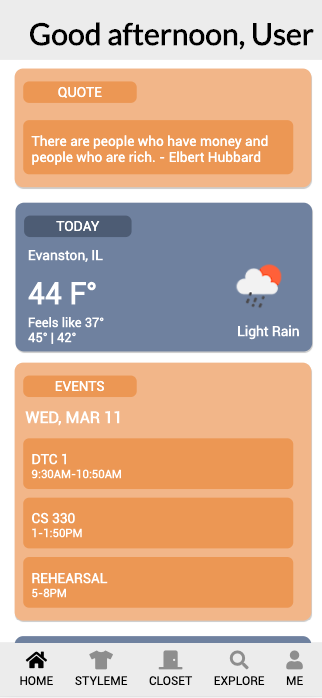 Good afternoon, User
QUOTE
There are people who have money and
people who are rich. - Elbert Hubbard
TODAY
Evanston, IL
44 F°
Feels like 37°
45° | 42°
Light Rain
EVENTS
WED, MAR 11
DTC 1
9:30AM-10:50AM
CS 330
1-1:50PM
REHEARSAL
5-8PM
HOME STYLEME CLOSET EXPLORE ME